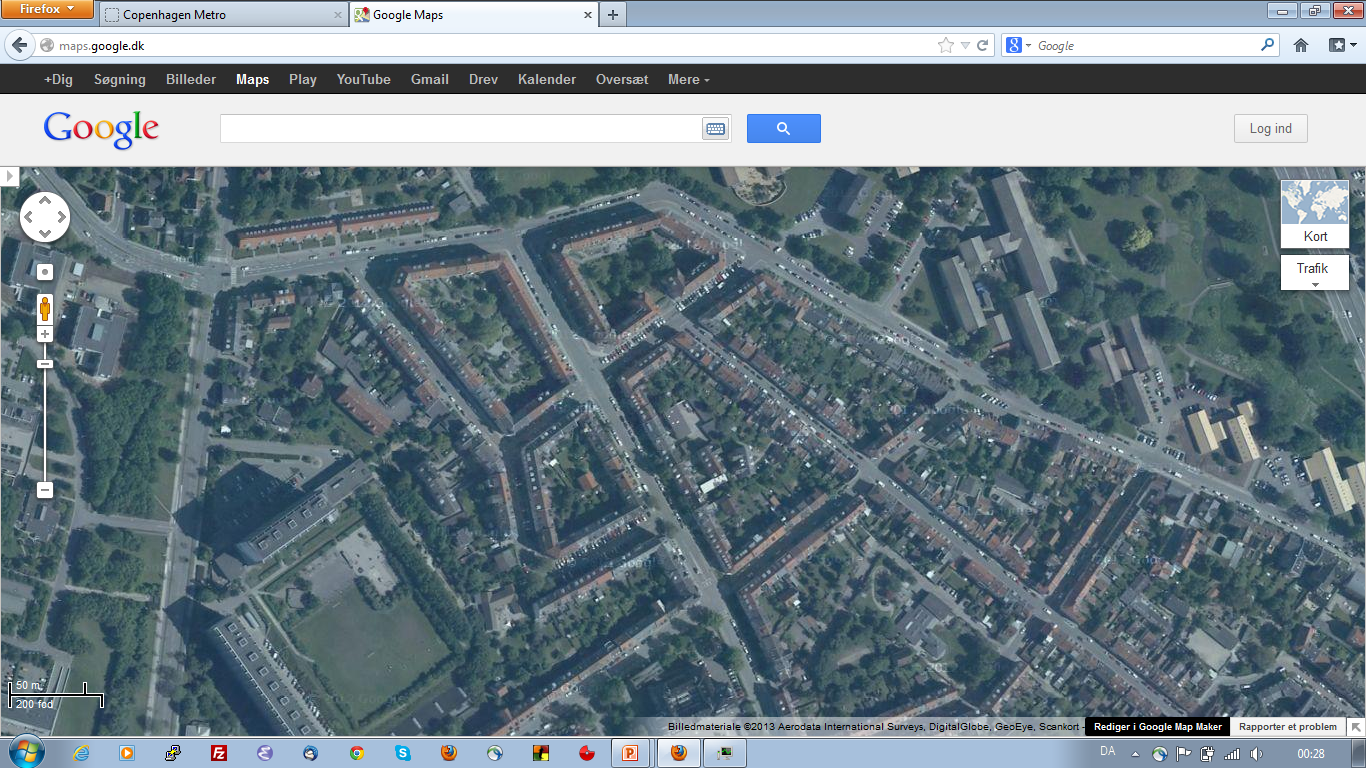 Firefox
Copenhagen Metro
Google Maps
maps.google.dk
Google
+Dig Søgning Billeder Maps Play YouTube Gmail Drev Kalender Oversæt Mere
Google
Log ind
Kort
Trafik
50 m
200 fod
Billedmateriale ©2013 Aerodata International Surveys, DigitalGlobe, GeoEye, Scankort -
Rediger i Google Map Maker
Rapporter et problem
DA
00:28